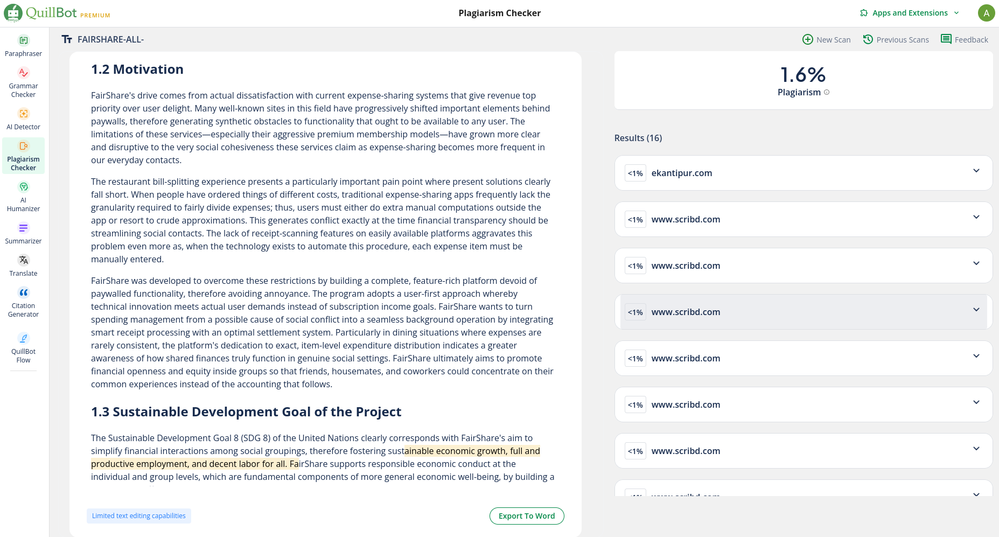 QuillBot PREMIUM
Plagiarism Checker
Apps and Extensions
A
Paraphraser
Grammar
Checker
AI Detector
Plagiarism
Checker
AI
Humanizer
Summarizer
Translate
Citation
Generator
QuillBot
Flow
FAIRSHARE-ALL-
New Scan
Previous Scans
Feedback
1.2 Motivation
FairShare's drive comes from actual dissatisfaction with current expense-sharing systems that give revenue top
priority over user delight. Many well-known sites in this field have progressively shifted important elements behind
paywalls, therefore generating synthetic obstacles to functionality that ought to be available to any user. The
limitations of these services—especially their aggressive premium membership models—have grown more clear
and disruptive to the very social cohesiveness these services claim as expense-sharing becomes more frequent in
our everyday contacts.
The restaurant bill-splitting experience presents a particularly important pain point where present solutions clearly
fall short. When people have ordered things of different costs, traditional expense-sharing apps frequently lack the
granularity required to fairly divide expenses; thus, users must either do extra manual computations outside the
app or resort to crude approximations. This generates conflict exactly at the time financial transparency should be
streamlining social contacts. The lack of receipt-scanning features on easily available platforms aggravates this
problem even more as, when the technology exists to automate this procedure, each expense item must be
manually entered.
FairShare was developed to overcome these restrictions by building a complete, feature-rich platform devoid of
paywalled functionality, therefore avoiding annoyance. The program adopts a user-first approach whereby
technical innovation meets actual user demands instead of subscription income goals. FairShare wants to turn
spending management from a possible cause of social conflict into a seamless background operation by integrating
smart receipt processing with an optimal settlement system. Particularly in dining situations where expenses are
rarely consistent, the platform's dedication to exact, item-level expenditure distribution indicates a greater
awareness of how shared finances truly function in genuine social settings. FairShare ultimately aims to promote
financial openness and equity inside groups so that friends, housemates, and coworkers could concentrate on their
common experiences instead of the accounting that follows.
1.3 Sustainable Development Goal of the Project
The Sustainable Development Goal 8 (SDG 8) of the United Nations clearly corresponds with FairShare's aim to
simplify financial interactions among social groupings, therefore fostering sustainable economic growth, full and
productive employment, and decent labor for all. FairShare supports responsible economic conduct at the
individual and group levels, which are fundamental components of more general economic well-being, by building a
Limited text editing capabilities
Export To Word
1.6%
Plagiarism
Results (16)
<1% ekantipur.com
<1% www.scribd.com
<1% www.scribd.com
<1% www.scribd.com
<1% www.scribd.com
<1% www.scribd.com
<1% www.scribd.com
<1% www.scribd.com